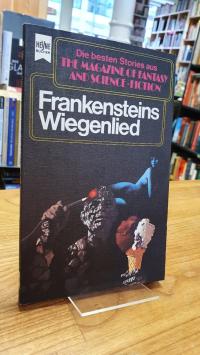 HEYNE
BÜCHER
Die besten Stories aus
THE MAGAZINE OF FANTASY
AND SCIENCE-FICTION
Frankensteins
Wiegenlied